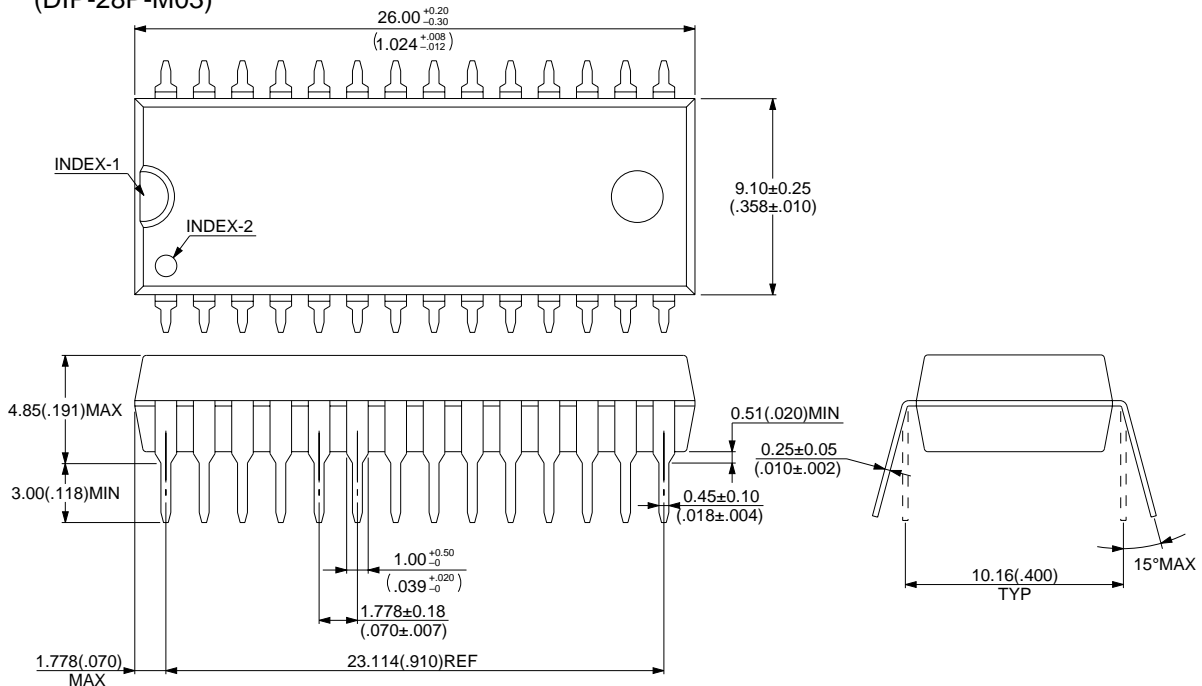 (DIP-28P-M03)
26.00 +0.20 –0.30
(1.024 +.008 –.012)
INDEX-1
INDEX-2
9.10±0.25
(.358±.010)
4.85(.191)MAX
3.00(.118)MIN
0.51(.020)MIN
0.25±0.05
(.010±.002)
0.45±0.10
(.018±.004)
1.00 +0.50 –0
(.039 +.020 –0)
1.778±0.18
(.070±.007)
15°MAX
10.16(.400)
TYP
1.778(.070)
MAX
23.114(.910)REF